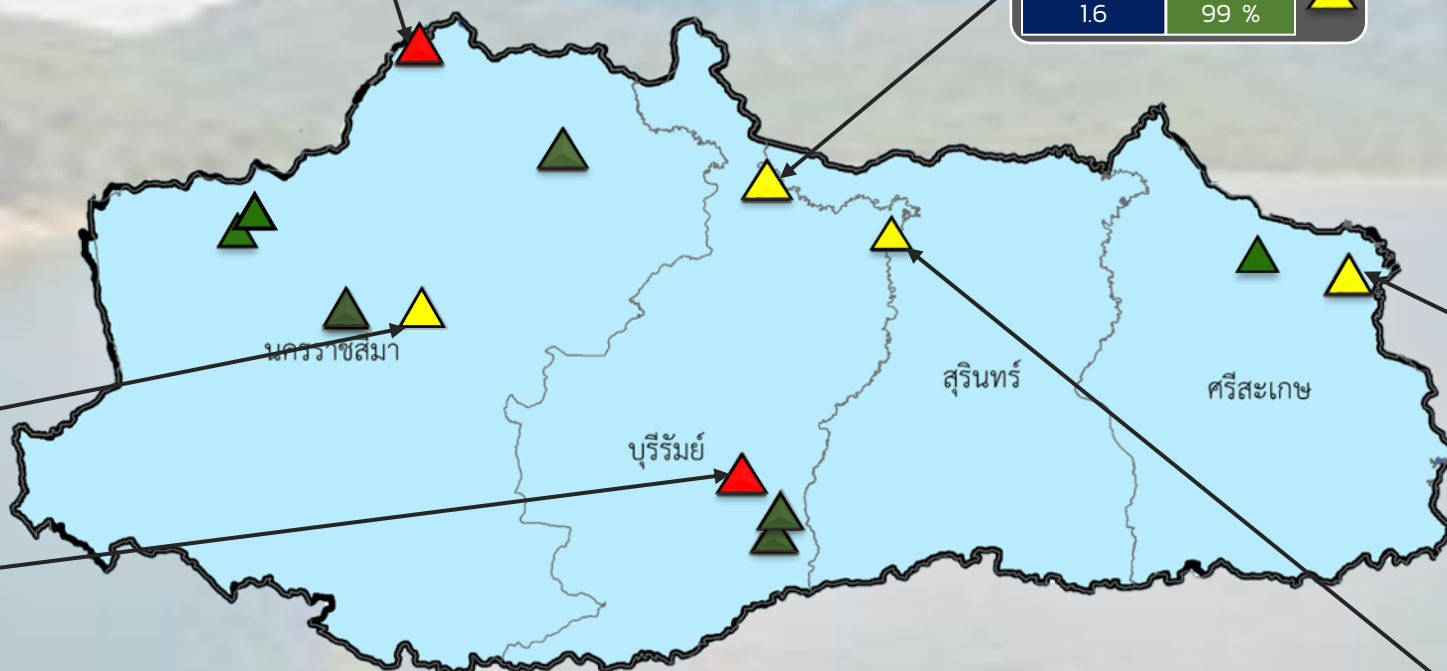 1.6 99 %
นครราชสีมา
สุรินทร์
ศรีสะเกษ
บุรีรัมย์